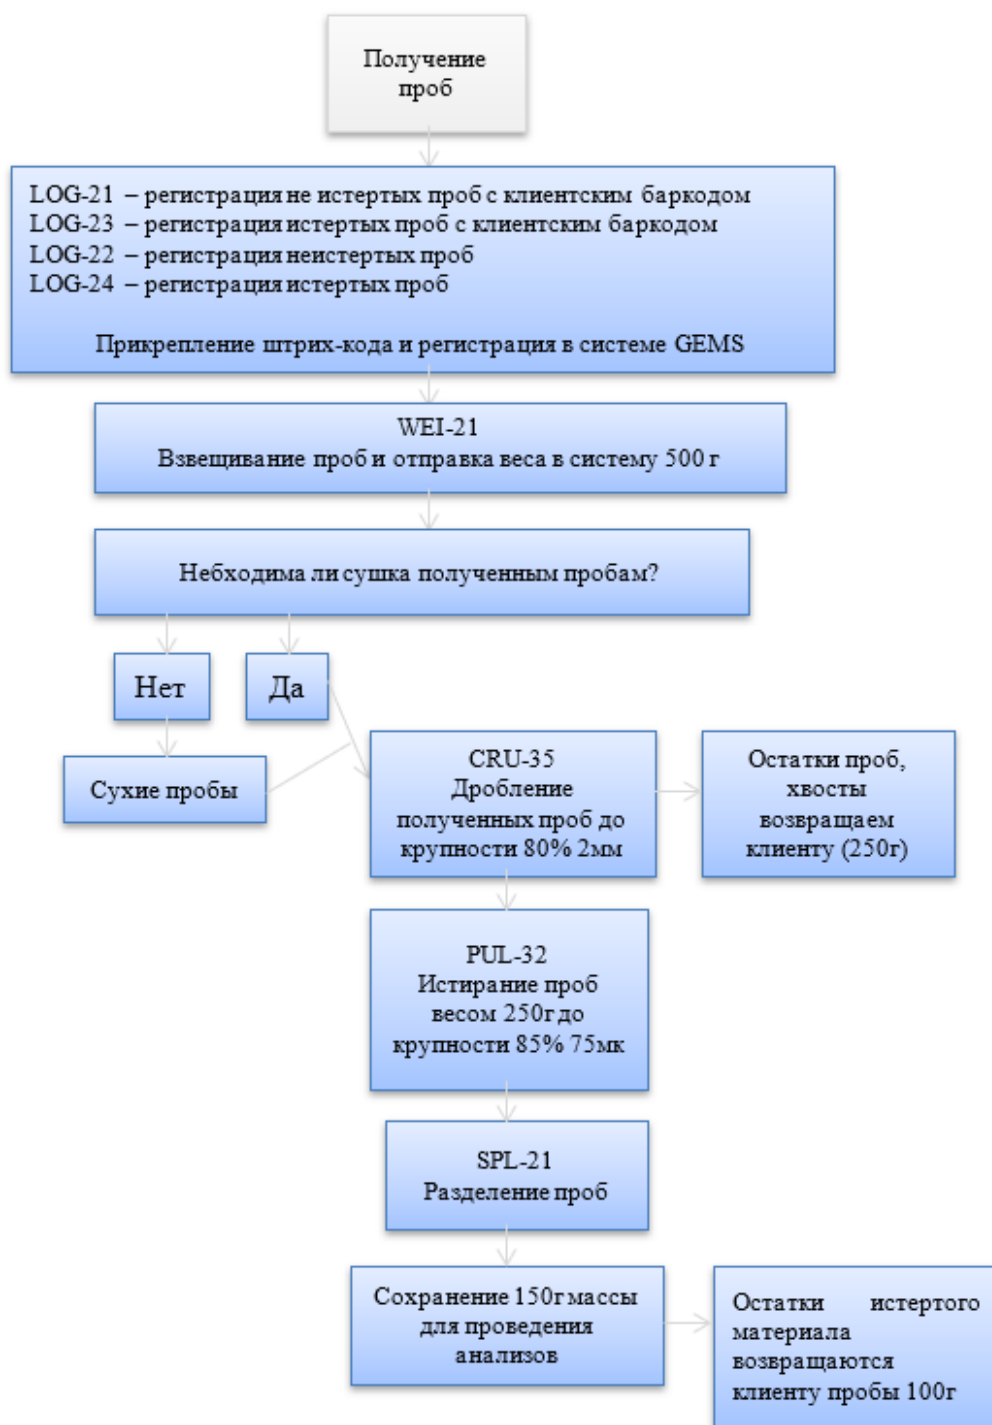 Получение
проб
LOG-21 – регистрация не истертых проб с клиентским баркодом
LOG-23 – регистрация истертых проб с клиентским баркодом
LOG-22 – регистрация неистертых проб
LOG-24 – регистрация истертых проб
Прикрепление штрих-кода и регистрация в системе GEMS
WEI-21
Взвещивание проб и отправка веса в систему 500 г
Небходима ли сушка полученным пробам?
Нет
Да
Сухие пробы
CRU-35
Дробление
полученных проб до
крупности 80% 2мм
Остатки проб,
хвосты
возвращаем
клиенту (250г)
PUL-32
Истирание проб
весом 250г до
крупности 85% 75мк
SPL-21
Разделение проб
Сохранение 150г массы
для проведения
анализов
Остатки истертого
материала
возвращаются
клиенту пробы 100г